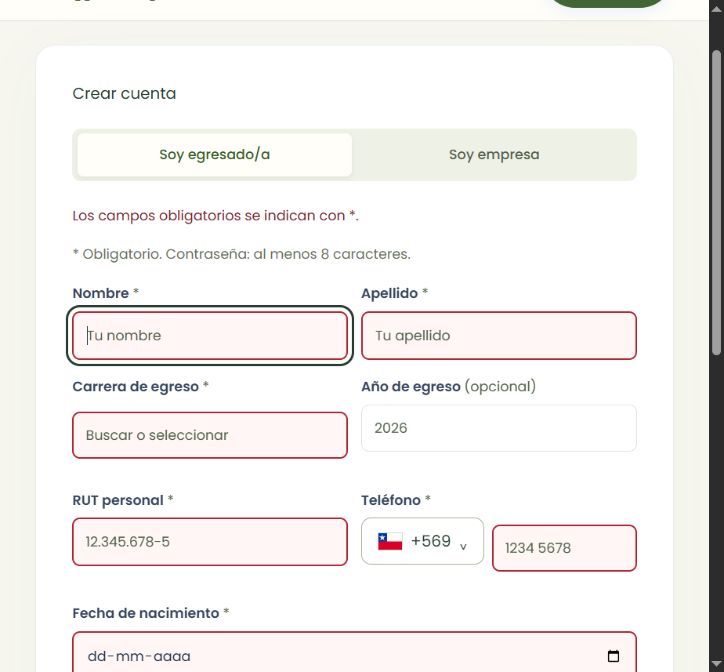 Crear cuenta
Soy egresado/a
Soy empresa
Los campos obligatorios se indican con *.
* Obligatorio. Contraseña: al menos 8 caracteres.
Nombre *
Apellido *
Tu nombre
Tu apellido
Carrera de egreso *
Año de egreso (opcional)
Buscar o seleccionar
2026
RUT personal *
Teléfono *
12.345.678-5
+569
1234 5678
Fecha de nacimiento *
dd-mm-aaaa